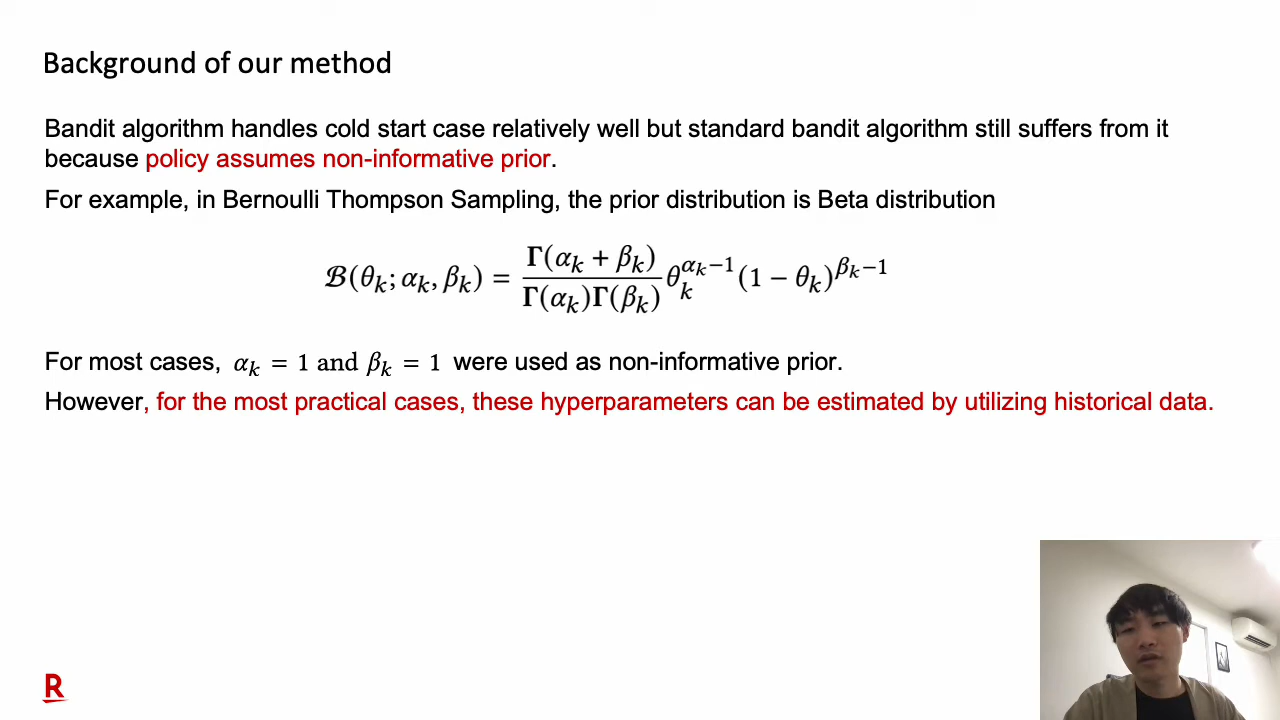 Background of our method
Bandit algorithm handles cold start case relatively well but standard bandit algorithm still suffers from it
because policy assumes non-informative prior.
For example, in Bernoulli Thompson Sampling, the prior distribution is Beta distribution
ℬ(θ_k; α_k, β_k) = Γ(α_k + β_k) / Γ(α_k)Γ(β_k) θ_k^{α_k−1} (1 − θ_k)^{β_k−1}
For most cases, α_k = 1 and β_k = 1 were used as non-informative prior.
However, for the most practical cases, these hyperparameters can be estimated by utilizing historical data.
R